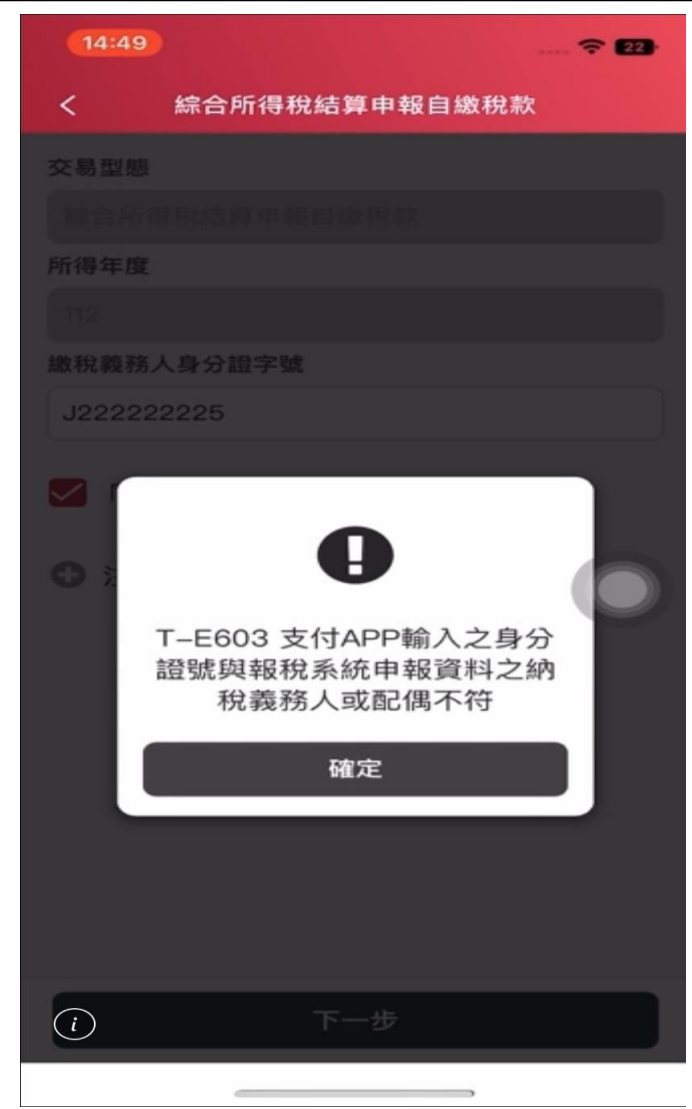 14:49
22
綜合所得稅結算申報自繳稅款
交易型態
綜合所得稅結算申報自繳稅款
所得年度
112
繳稅義務人身分證字號
J222222225
T-E603 支付APP輸入之身分
證號與報稅系統申報資料之納
稅義務人或配偶不符
確定
i
下一步